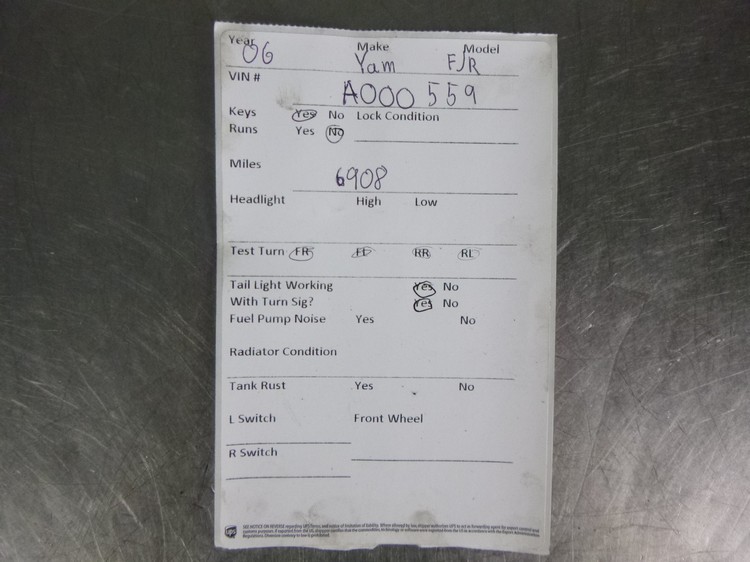 Year Make Model
06 Yam FJR
VIN #
A000 559
Keys Yes No Lock Condition
Runs Yes No
Miles
6908
Headlight High Low
Test Turn FR FL RR RL
Tail Light Working Yes No
With Turn Sig? Yes No
Fuel Pump Noise Yes No
Radiator Condition
Tank Rust Yes No
L Switch Front Wheel
R Switch